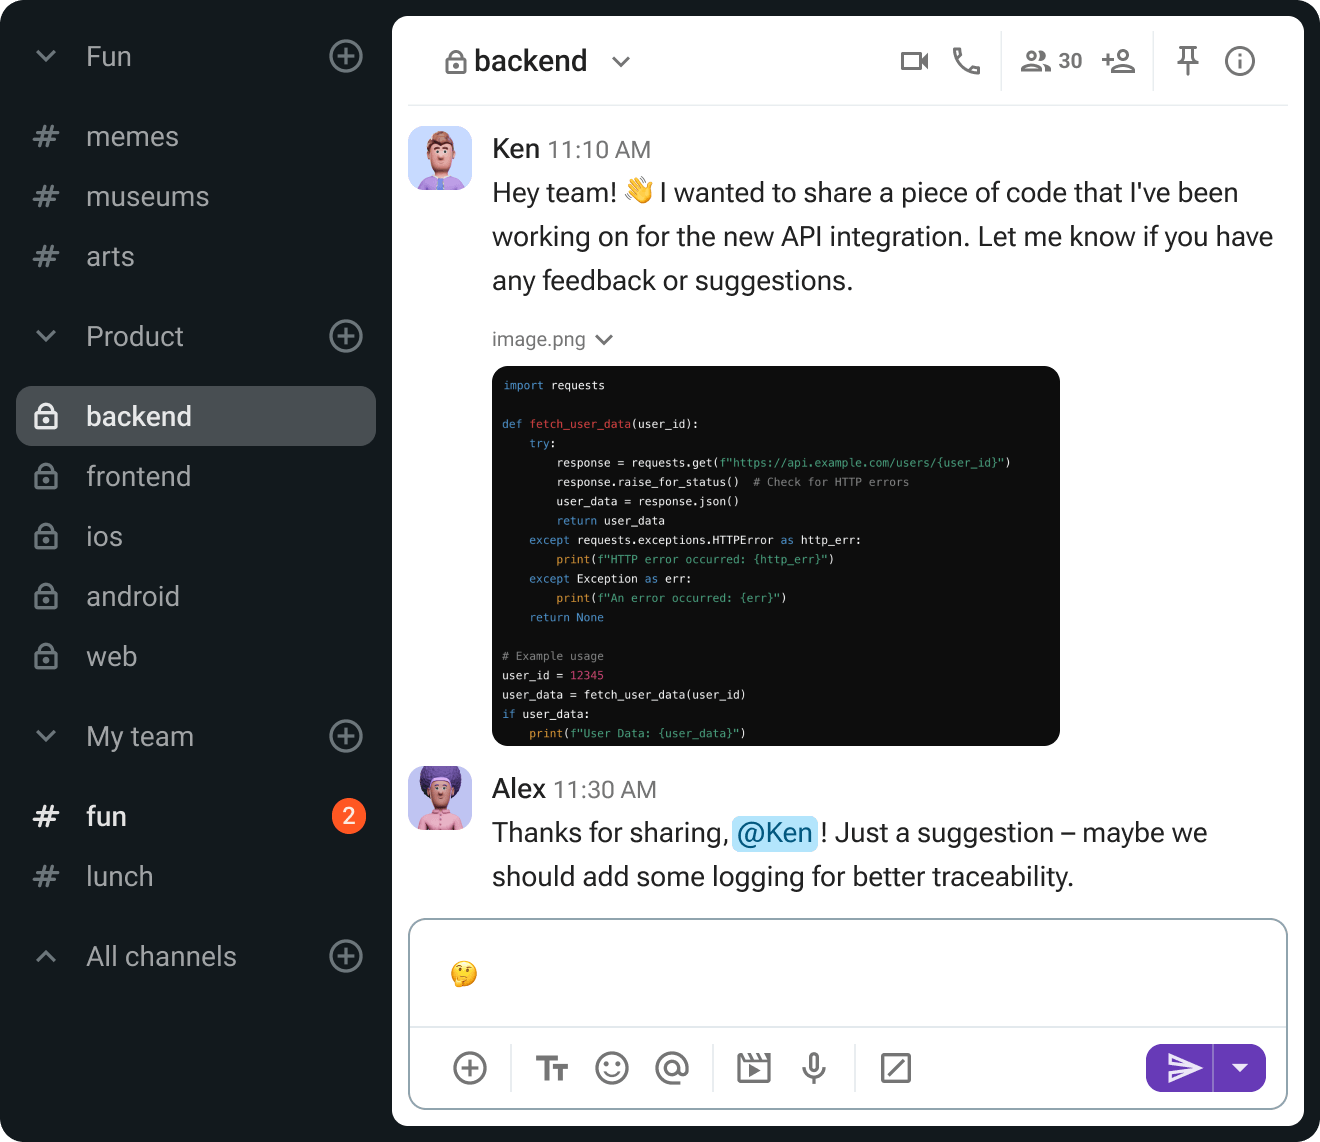 Fun
memes
museums
arts
Product
backend
frontend
ios
android
web
My team
fun
2
lunch
All channels
backend
30
Ken 11:10 AM
Hey team! 👋 I wanted to share a piece of code that I've been
working on for the new API integration. Let me know if you have
any feedback or suggestions.
image.png
import requests
def fetch_user_data(user_id):
    try:
        response = requests.get(f"https://api.example.com/users/{user_id}")
        response.raise_for_status()  # Check for HTTP errors
        user_data = response.json()
        return user_data
    except requests.exceptions.HTTPError as http_err:
        print(f"HTTP error occurred: {http_err}")
    except Exception as err:
        print(f"An error occurred: {err}")
    return None
# Example usage
user_id = 12345
user_data = fetch_user_data(user_id)
if user_data:
    print(f"User Data: {user_data}")
Alex 11:30 AM
Thanks for sharing, @Ken! Just a suggestion – maybe we
should add some logging for better traceability.
🤔